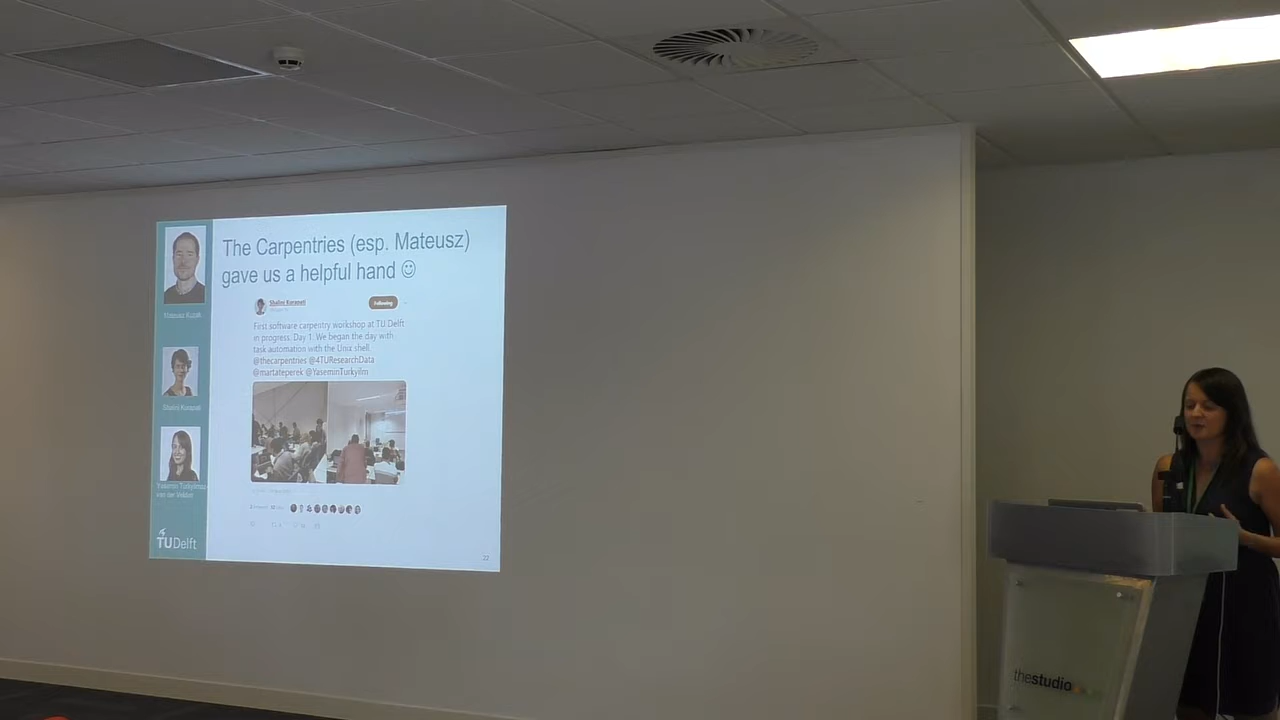 The Carpentries (esp. Mateusz)
gave us a helpful hand ☺
Mateusz Kuzak
Shalini Kurapati
Yasemin Turkyilmaz
van der Velden
TUDelft
Shalini Kurapati
Following
First software carpentry workshop at TU Delft
in progress. Day 1: We began the day with
task automation with the Unix shell.
@thecarpentries @4TUResearchData
@martateperek @YaseminTurkyilm
22
thestudio